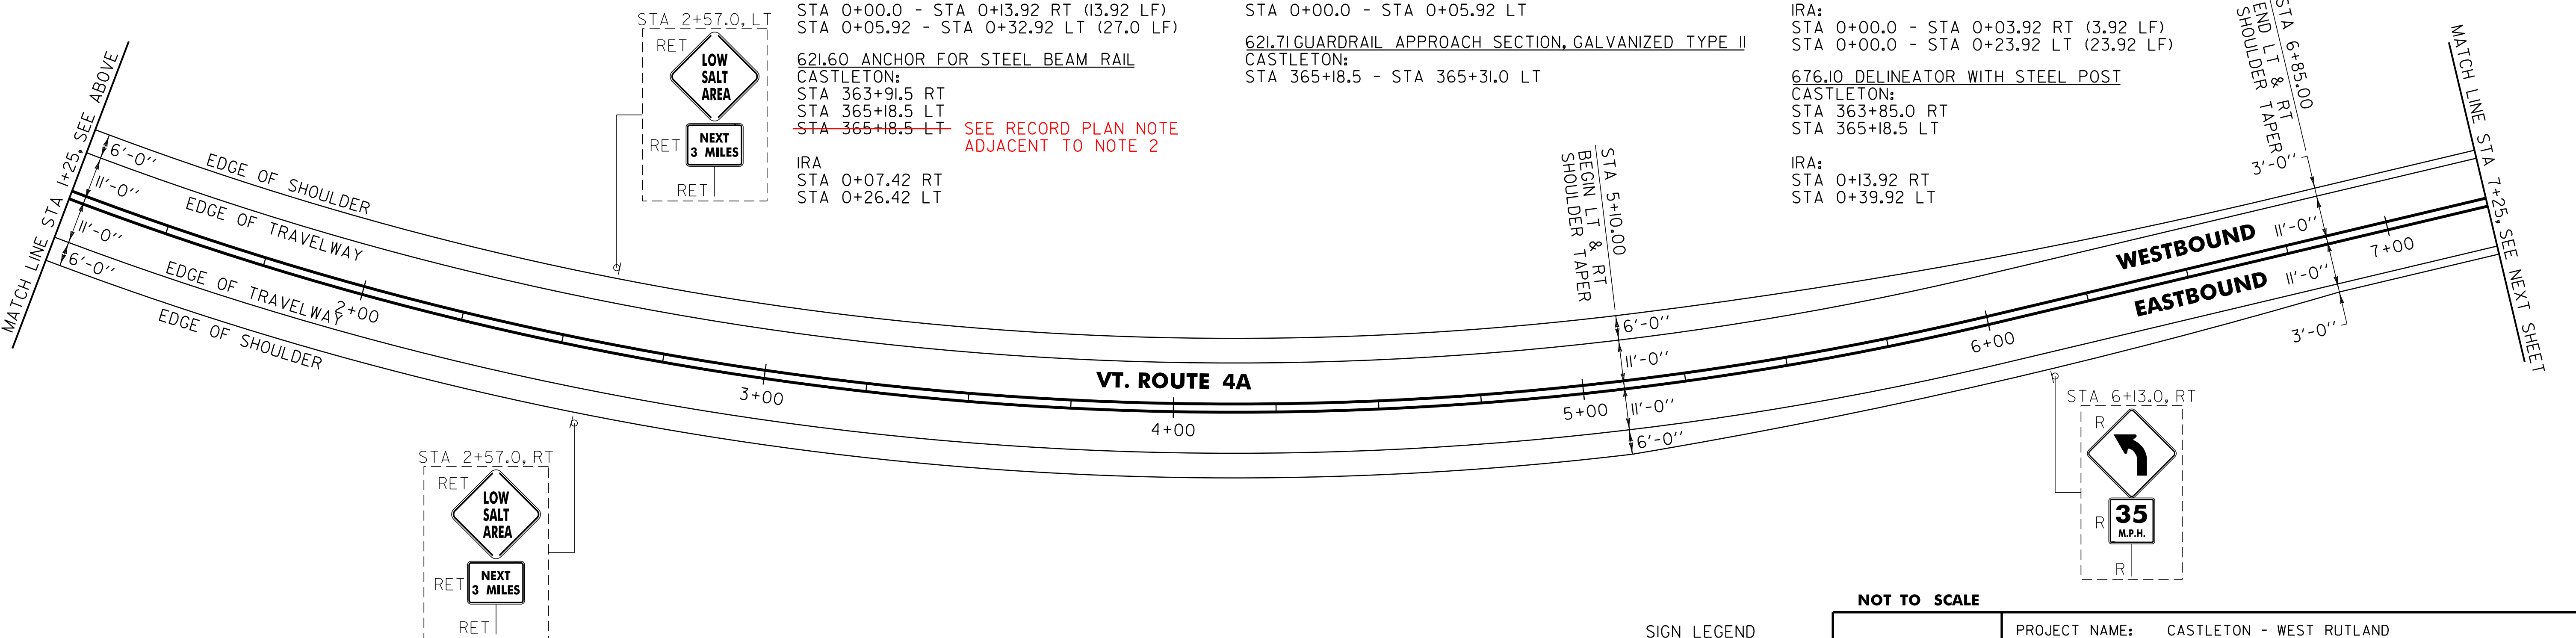 STA 0+00.0 - STA 0+13.92 RT (13.92 LF)
STA 0+05.92 - STA 0+32.92 LT (27.0 LF)
621.60 ANCHOR FOR STEEL BEAM RAIL
CASTLETON:
STA 363+91.5 RT
STA 365+18.5 LT
STA 365+18.5 LT
SEE RECORD PLAN NOTE
ADJACENT TO NOTE 2
IRA
STA 0+07.42 RT
STA 0+26.42 LT
STA 0+00.0 - STA 0+05.92 LT
621.71 GUARDRAIL APPROACH SECTION, GALVANIZED TYPE II
CASTLETON:
STA 365+18.5 - STA 365+31.0 LT
IRA:
STA 0+00.0 - STA 0+03.92 RT (3.92 LF)
STA 0+00.0 - STA 0+23.92 LT (23.92 LF)
676.10 DELINEATOR WITH STEEL POST
CASTLETON:
STA 363+85.0 RT
STA 365+18.5 LT
IRA:
STA 0+13.92 RT
STA 0+39.92 LT
STA 2+57.0, LT
RET
LOW
SALT
AREA
RET
NEXT
3 MILES
RET
MATCH LINE STA 1+25, SEE ABOVE
6'-0"
11'-0"
11'-0"
6'-0"
EDGE OF SHOULDER
EDGE OF TRAVELWAY
EDGE OF TRAVELWAY
EDGE OF SHOULDER
2+00
3+00
4+00
5+00
6+00
7+00
VT. ROUTE 4A
STA 5+10.00
BEGIN LT & RT
SHOULDER TAPER
6'-0"
11'-0"
11'-0"
6'-0"
WESTBOUND
EASTBOUND
STA 6+85.00
END LT & RT
SHOULDER TAPER
3'-0"
11'-0"
11'-0"
3'-0"
MATCH LINE STA 7+25, SEE NEXT SHEET
STA 2+57.0, RT
RET
LOW
SALT
AREA
RET
NEXT
3 MILES
RET
STA 6+13.0, RT
R
R
35
M.P.H.
R
NOT TO SCALE
SIGN LEGEND
PROJECT NAME: CASTLETON - WEST RUTLAND